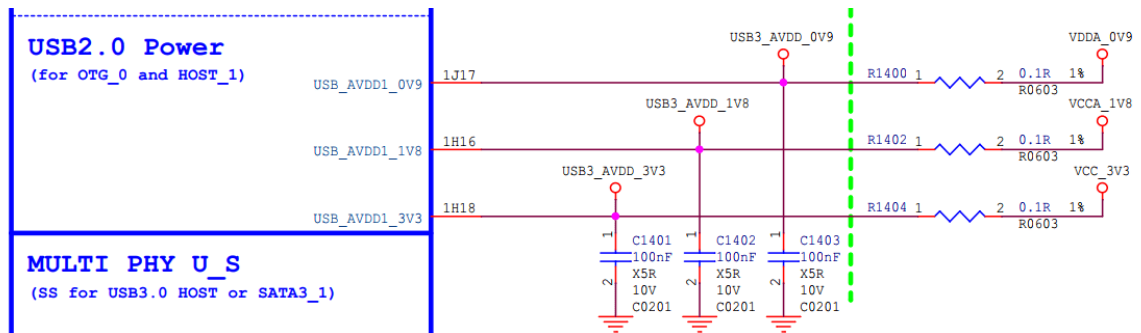 USB2.0 Power
(for OTG_0 and HOST_1)
USB_AVDD1_0V9 1J17
USB3_AVDD_0V9
R1400 1 2 0.1R 1%
R0603
VDDA_0V9
USB_AVDD1_1V8 1H16
USB3_AVDD_1V8
R1402 1 2 0.1R 1%
R0603
VCCA_1V8
USB_AVDD1_3V3 1H18
USB3_AVDD_3V3
R1404 1 2 0.1R 1%
R0603
VCC_3V3
MULTI PHY U_S
(SS for USB3.0 HOST or SATA3_1)
1 C1401 1 C1402 1 C1403
100nF 100nF 100nF
2 X5R 2 X5R 2 X5R
10V 10V 10V
C0201 C0201 C0201